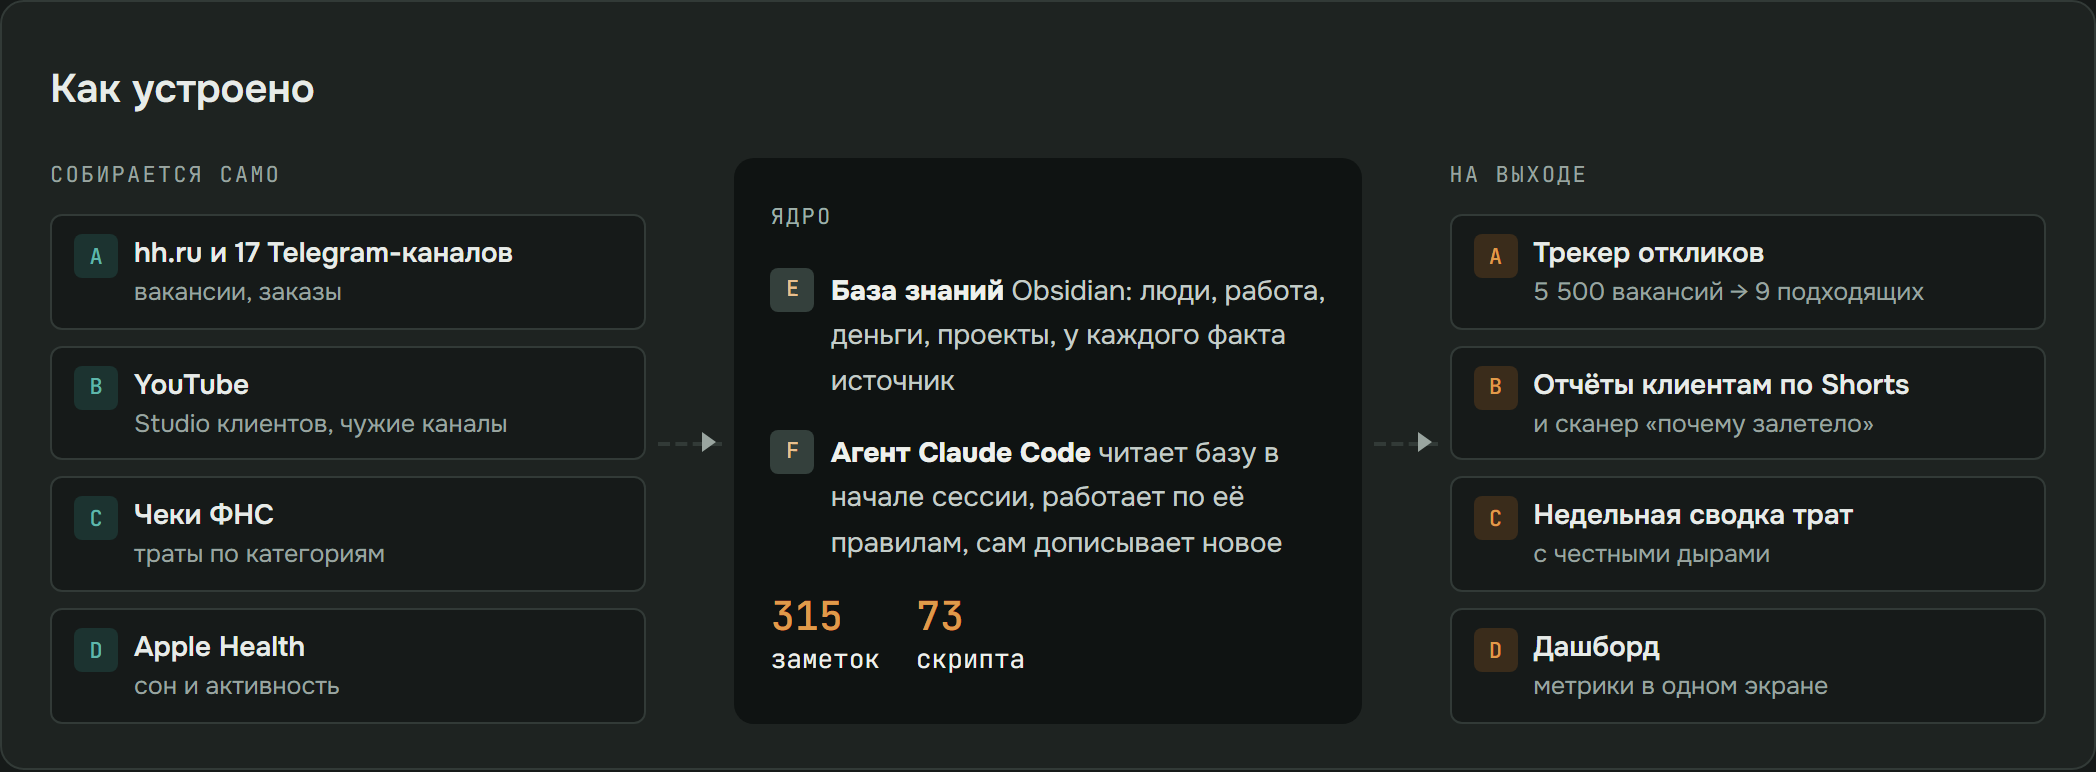 Как устроено
СОБИРАЕТСЯ САМО
A
hh.ru и 17 Telegram-каналов
вакансии, заказы
B
YouTube
Studio клиентов, чужие каналы
C
Чеки ФНС
траты по категориям
D
Apple Health
сон и активность
ЯДРО
E
База знаний Obsidian: люди, работа,
деньги, проекты, у каждого факта
источник
F
Агент Claude Code читает базу в
начале сессии, работает по её
правилам, сам дописывает новое
315
заметок
73
скрипта
НА ВЫХОДЕ
A
Трекер откликов
5 500 вакансий → 9 подходящих
B
Отчёты клиентам по Shorts
и сканер «почему залетело»
C
Недельная сводка трат
с честными дырами
D
Дашборд
метрики в одном экране